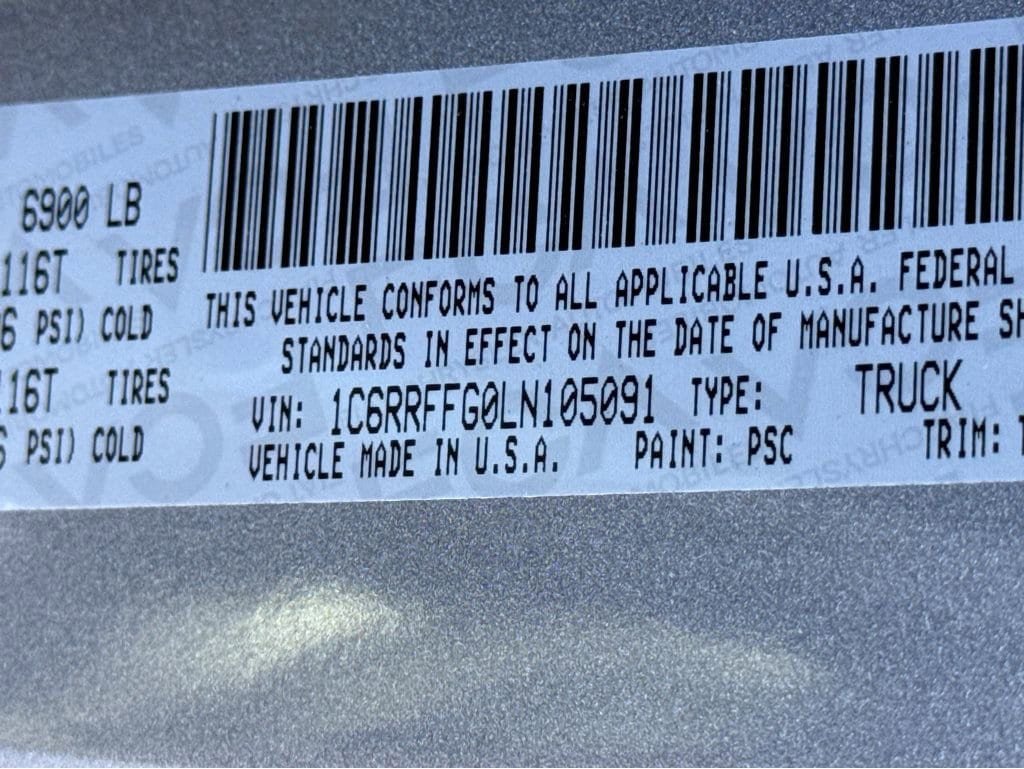 6900 LB
116T TIRES
6 PSI) COLD
116T TIRES
PSI) COLD
THIS VEHICLE CONFORMS TO ALL APPLICABLE U.S.A. FEDERAL
STANDARDS IN EFFECT ON THE DATE OF MANUFACTURE SH
VIN: 1C6RRFFG0LN105091 TYPE: TRUCK
VEHICLE MADE IN U.S.A. PAINT: PSC TRIM: